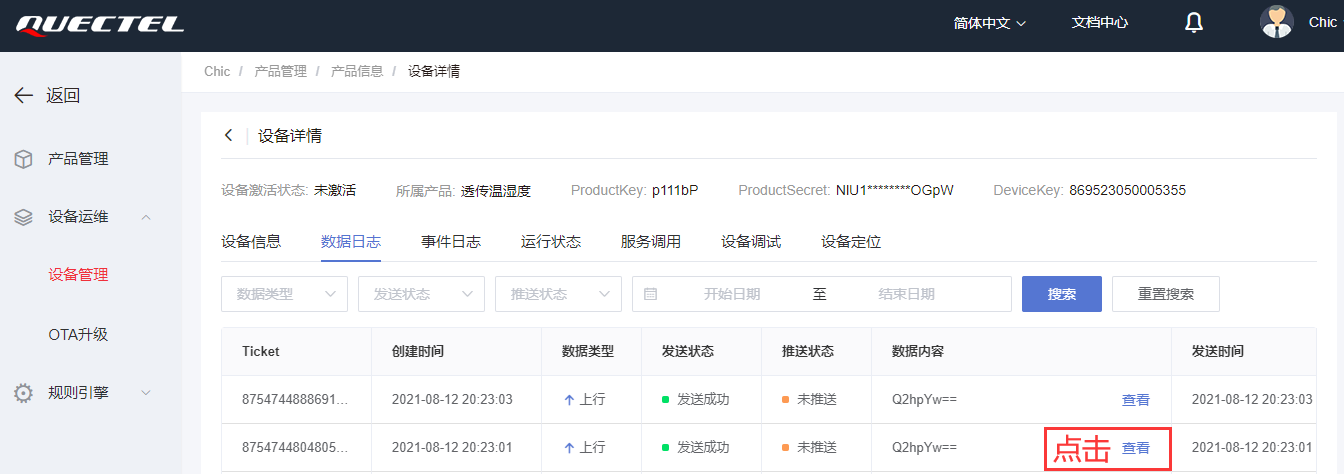 QUECTEL 简体中文 文档中心 Chic
Chic / 产品管理 / 产品信息 / 设备详情
返回
产品管理
设备运维
设备管理
OTA升级
规则引擎
设备详情
设备激活状态: 未激活 所属产品: 透传温湿度 ProductKey: p111bP ProductSecret: NIU1********OGpW DeviceKey: 869523050005355
设备信息 数据日志 事件日志 运行状态 服务调用 设备调试 设备定位
数据类型 发送状态 推送状态 开始日期 至 结束日期 搜索 重置搜索
Ticket 创建时间 数据类型 发送状态 推送状态 数据内容 发送时间
8754744888691... 2021-08-12 20:23:03 上行 发送成功 未推送 Q2hpYw== 查看 2021-08-12 20:23:03
8754744804805... 2021-08-12 20:23:01 上行 发送成功 未推送 Q2hpYw== 点击 查看 2021-08-12 20:23:01